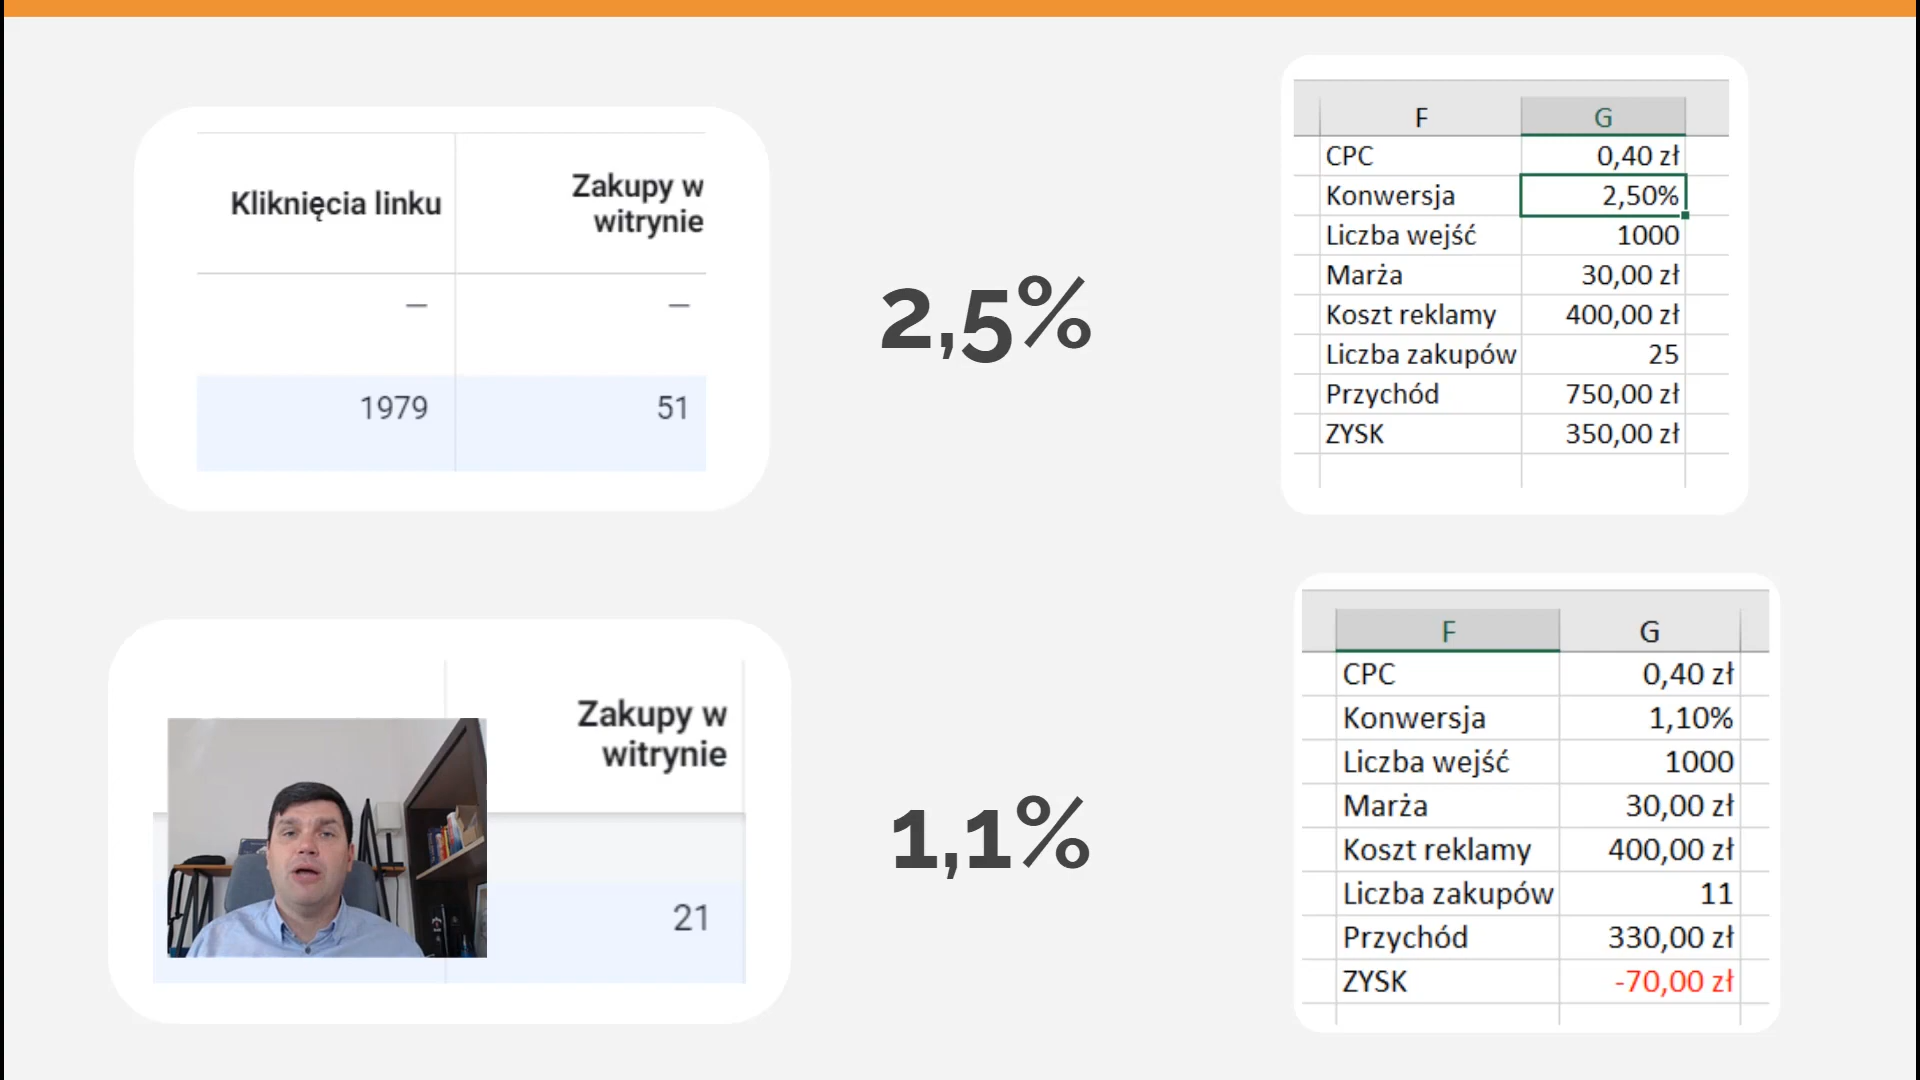 Kliknięcia linku
Zakupy w
witrynie
—
—
1979
51
2,5%
F
G
CPC
0,40 zł
Konwersja
2,50%
Liczba wejść
1000
Marża
30,00 zł
Koszt reklamy
400,00 zł
Liczba zakupów
25
Przychód
750,00 zł
ZYSK
350,00 zł
Zakupy w
witrynie
21
1,1%
F
G
CPC
0,40 zł
Konwersja
1,10%
Liczba wejść
1000
Marża
30,00 zł
Koszt reklamy
400,00 zł
Liczba zakupów
11
Przychód
330,00 zł
ZYSK
-70,00 zł